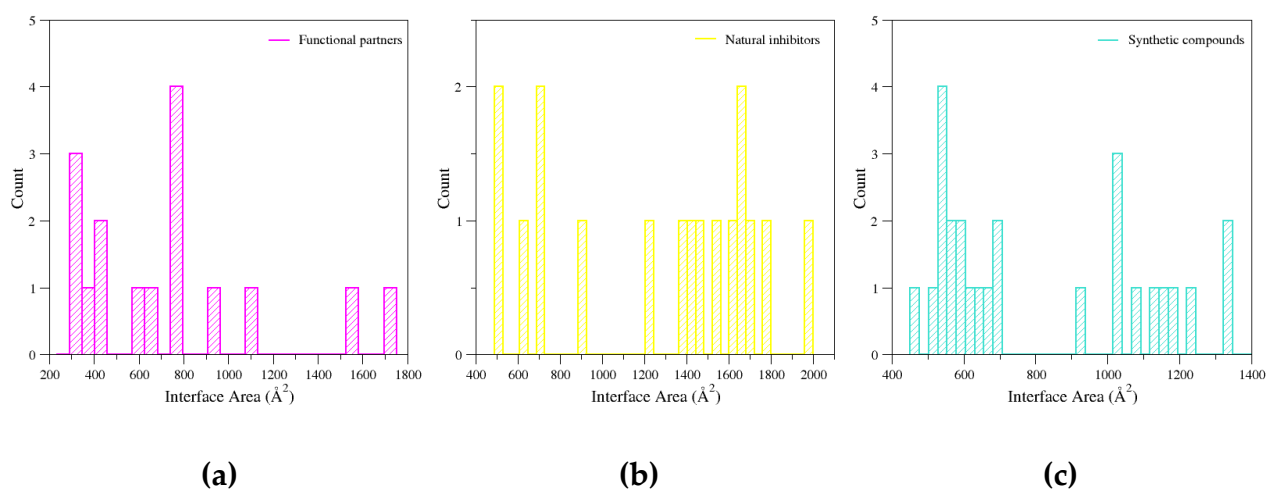 Functional partners
5
4
3
2
1
0
Count
200 400 600 800 1000 1200 1400 1600 1800
Interface Area (Å²)
(a)
Natural inhibitors
2
1
0
Count
400 600 800 1000 1200 1400 1600 1800 2000
Interface Area (Å²)
(b)
Synthetic compounds
5
4
3
2
1
0
Count
400 600 800 1000 1200 1400
Interface Area (Å²)
(c)